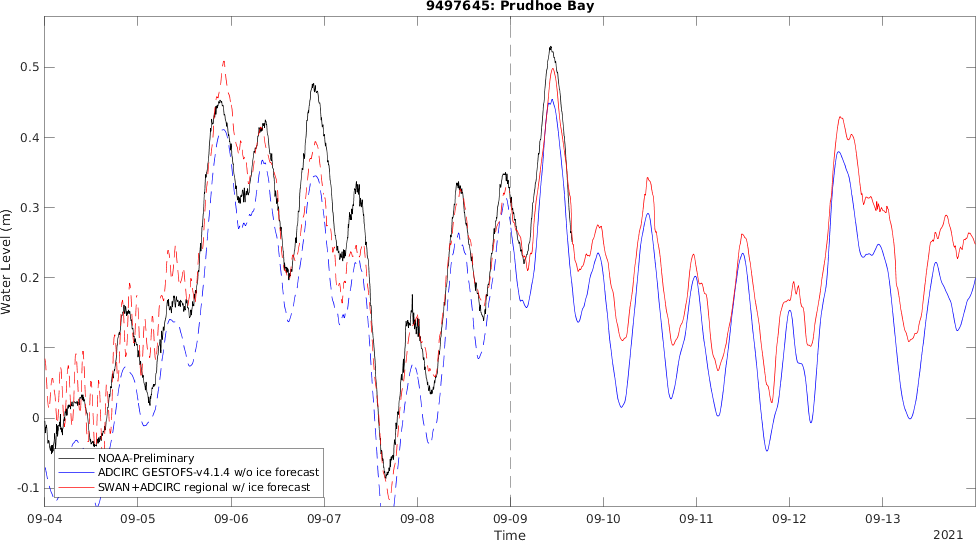 9497645: Prudhoe Bay
Water Level (m)
0.5
0.4
0.3
0.2
0.1
0
-0.1
NOAA-Preliminary
ADCIRC GESTOFS-v4.1.4 w/o ice forecast
SWAN+ADCIRC regional w/ ice forecast
09-04 09-05 09-06 09-07 09-08 09-09 09-10 09-11 09-12 09-13
Time
2021